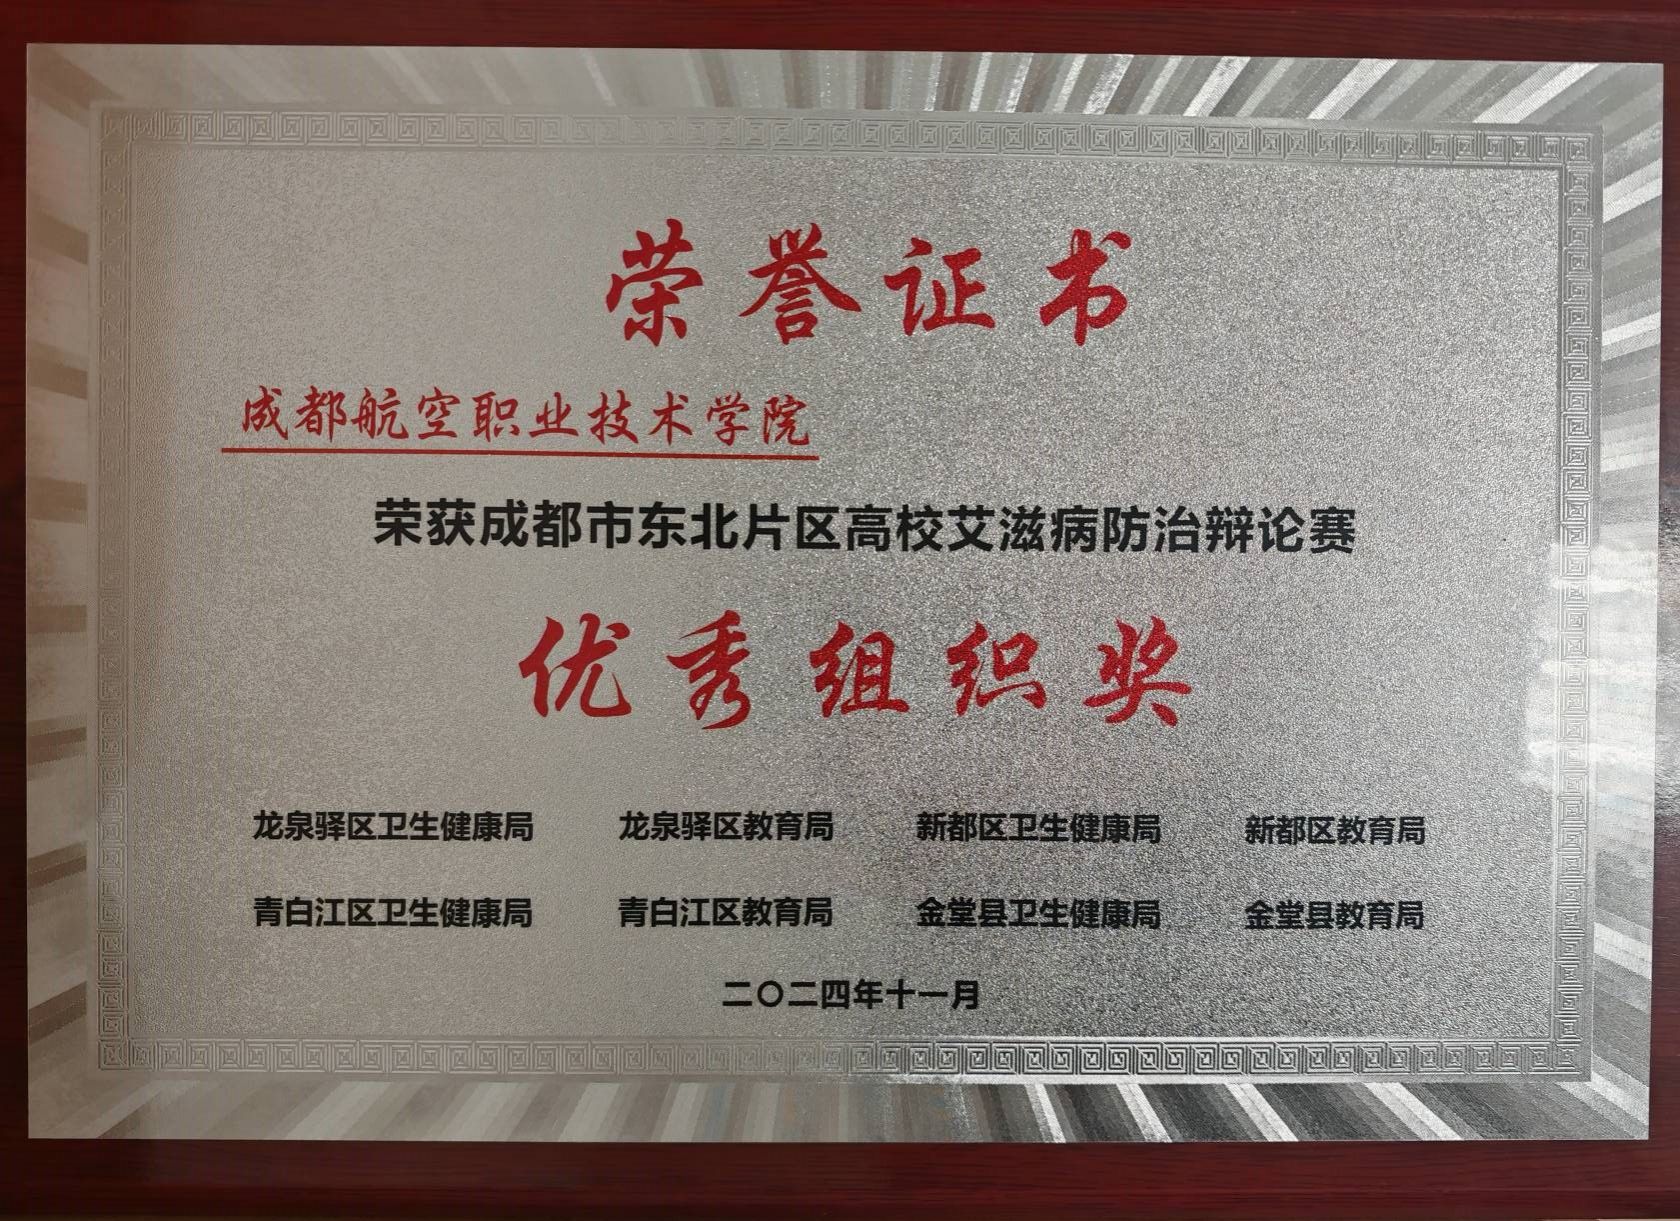 荣誉证书
成都航空职业技术学院
荣获成都市东北片区高校艾滋病防治辩论赛
优秀组织奖
龙泉驿区卫生健康局 龙泉驿区教育局 新都区卫生健康局 新都区教育局
青白江区卫生健康局 青白江区教育局 金堂县卫生健康局 金堂县教育局
二〇二四年十一月